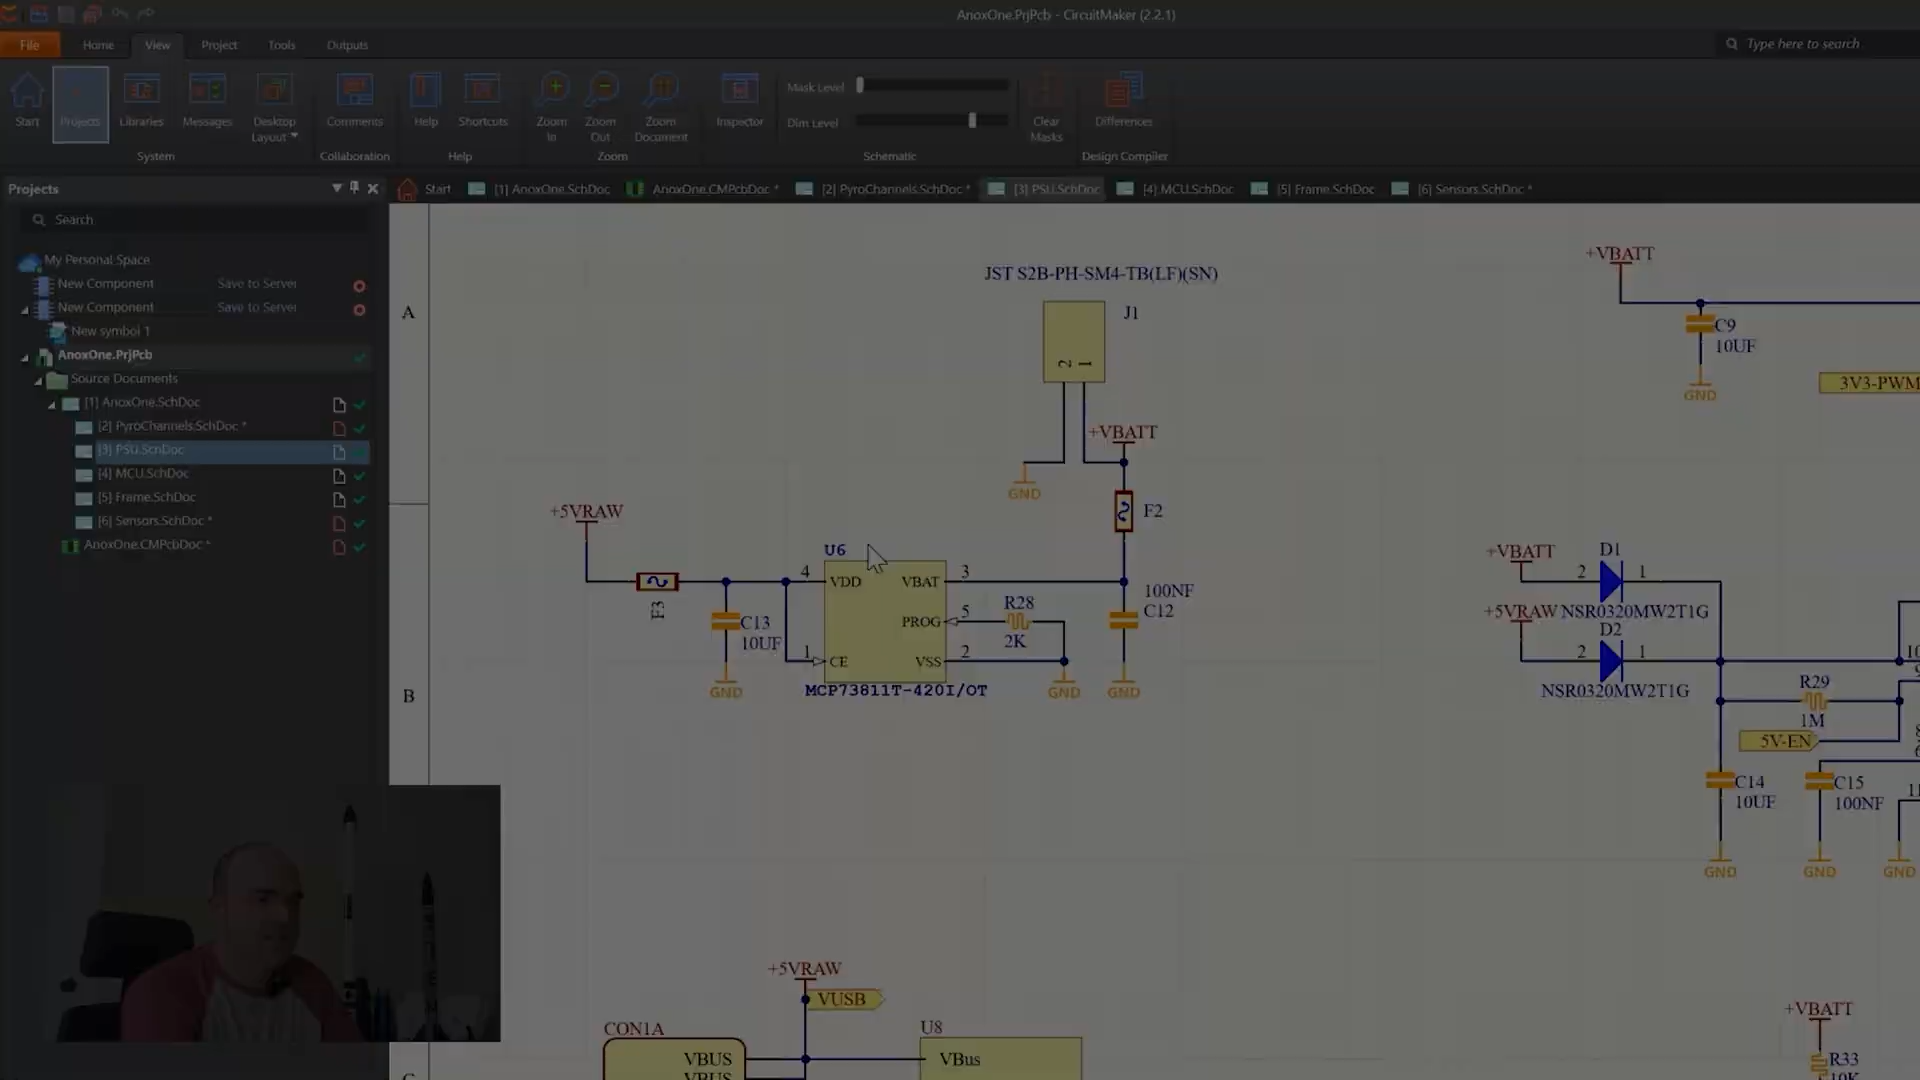 AnoxOne.PrjPcb - CircuitMaker (2.2.1)
File Home View Project Tools Outputs
Type here to search
Start Projects Libraries Messages Desktop Layout
Comments
Help Shortcuts
Zoom In Zoom Out Zoom Document
Inspector
Mask Level
Dim Level
Clear Masks
Differences
System Collaboration Help Zoom Schematic Design Compiler
Projects
Start [1] AnoxOne.SchDoc AnoxOne.CMPcbDoc * [2] PyroChannels.SchDoc * [3] PSU.SchDoc [4] MCU.SchDoc [5] Frame.SchDoc [6] Sensors.SchDoc *
Search
My Personal Space
New Component Save to Server
New Component Save to Server
New symbol 1
AnoxOne.PrjPcb
Source Documents
[1] AnoxOne.SchDoc
[2] PyroChannels.SchDoc *
[3] PSU.SchDoc
[4] MCU.SchDoc
[5] Frame.SchDoc
[6] Sensors.SchDoc *
AnoxOne.CMPcbDoc *
A
B
JST S2B-PH-SM4-TB(LF)(SN)
J1
2 1
+VBATT
GND
F2
+5VRAW
F3
U6
4 VDD VBAT 3
PROG 5
1 CE VSS 2
MCP73811T-420I/OT
C13
10UF
GND
R28
2K
GND
100NF
C12
GND
+VBATT
C9
10UF
GND
3V3-PWM
+VBATT
D1
2 1
+5VRAW NSR0320MW2T1G
D2
2 1
NSR0320MW2T1G
R29
1M
5V-EN
C14
10UF
GND
C15
100NF
GND
GND
+5VRAW
VUSB
CON1A
VBUS
VBUS
U8
VBus
+VBATT
R33
10K